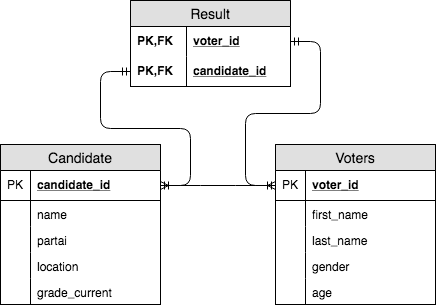 Result
PK,FK voter_id
PK,FK candidate_id
Candidate
PK candidate_id
name
partai
location
grade_current
Voters
PK voter_id
first_name
last_name
gender
age